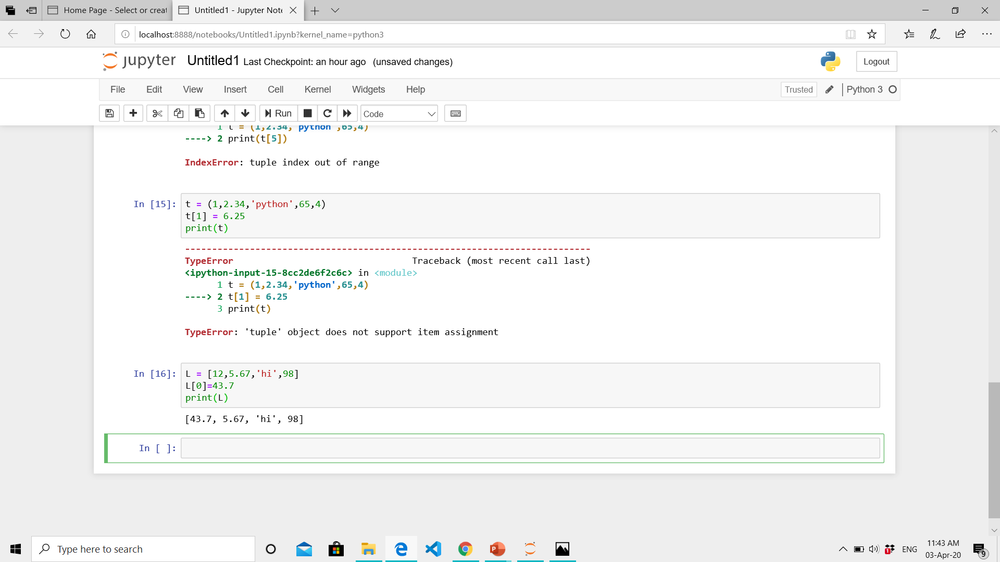 Home Page - Select or creat
Untitled1 - Jupyter Note
localhost:8888/notebooks/Untitled1.ipynb?kernel_name=python3
jupyter Untitled1 Last Checkpoint: an hour ago (unsaved changes)
Logout
File Edit View Insert Cell Kernel Widgets Help
Trusted Python 3
Run Code
1 t = (1,2.34,'python',65,4)
----> 2 print(t[5])
IndexError: tuple index out of range
In [15]: t = (1,2.34,'python',65,4)
t[1] = 6.25
print(t)
---------------------------------------------------------------------------
TypeError Traceback (most recent call last)
<ipython-input-15-8cc2de6f2c6c> in <module>
1 t = (1,2.34,'python',65,4)
----> 2 t[1] = 6.25
3 print(t)
TypeError: 'tuple' object does not support item assignment
In [16]: L = [12,5.67,'hi',98]
L[0]=43.7
print(L)
[43.7, 5.67, 'hi', 98]
In [ ]:
Type here to search
P
1
ENG
11:43 AM
03-Apr-20
9